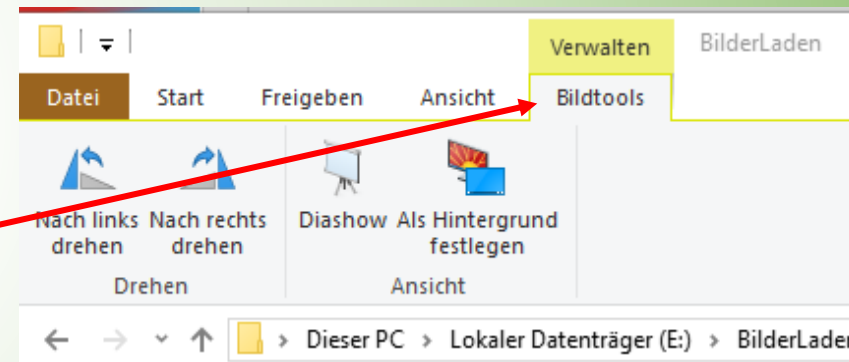 Verwalten BilderLaden
Datei Start Freigeben Ansicht Bildtools
Nach links Nach rechts Diashow Als Hintergrund
drehen drehen festlegen
Drehen Ansicht
Dieser PC > Lokaler Datenträger (E:) > BilderLaden